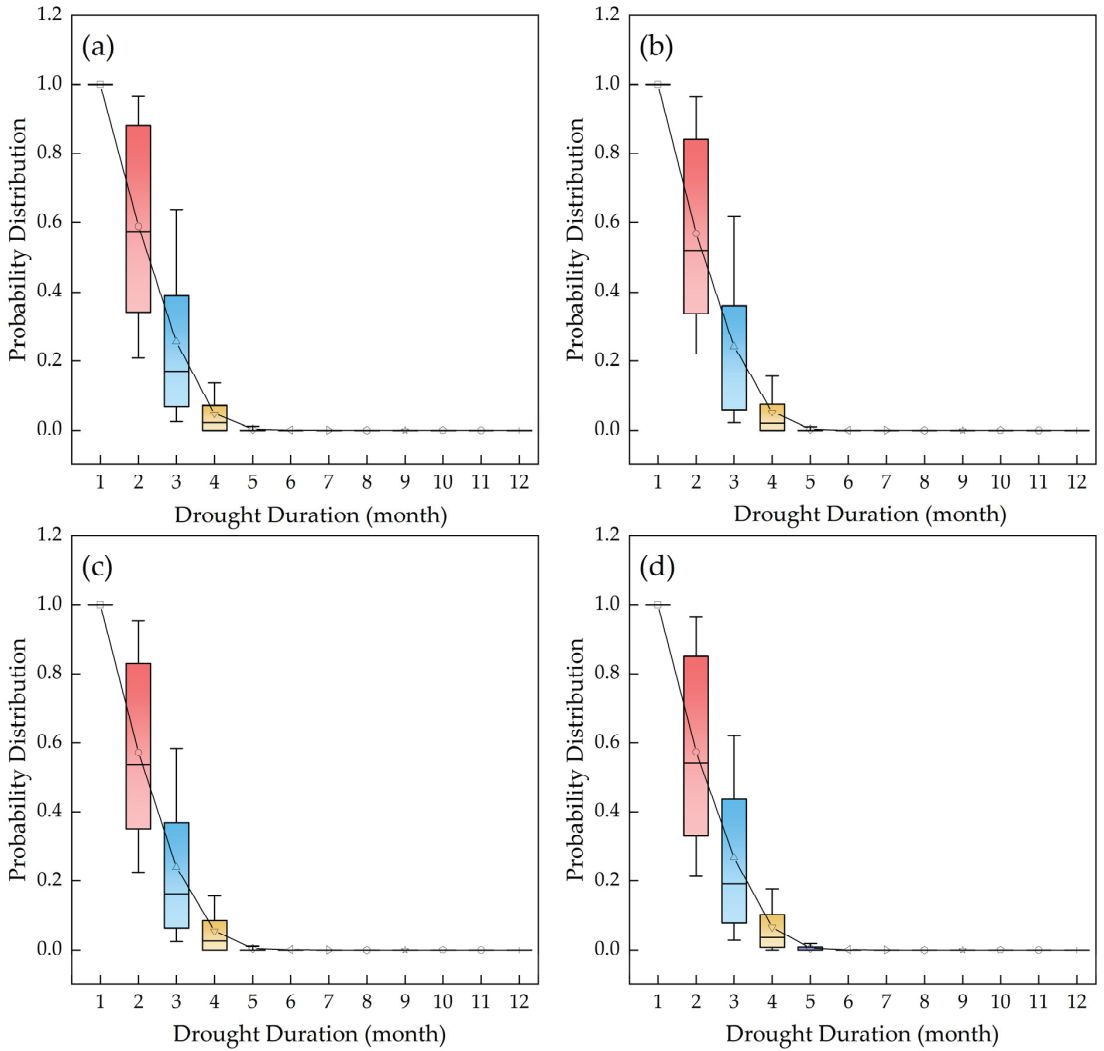 (a)
Probability Distribution
1.2
1.0
0.8
0.6
0.4
0.2
0.0
1 2 3 4 5 6 7 8 9 10 11 12
Drought Duration (month)
(b)
Probability Distribution
1.2
1.0
0.8
0.6
0.4
0.2
0.0
1 2 3 4 5 6 7 8 9 10 11 12
Drought Duration (month)
(c)
Probability Distribution
1.2
1.0
0.8
0.6
0.4
0.2
0.0
1 2 3 4 5 6 7 8 9 10 11 12
Drought Duration (month)
(d)
Probability Distribution
1.2
1.0
0.8
0.6
0.4
0.2
0.0
1 2 3 4 5 6 7 8 9 10 11 12
Drought Duration (month)